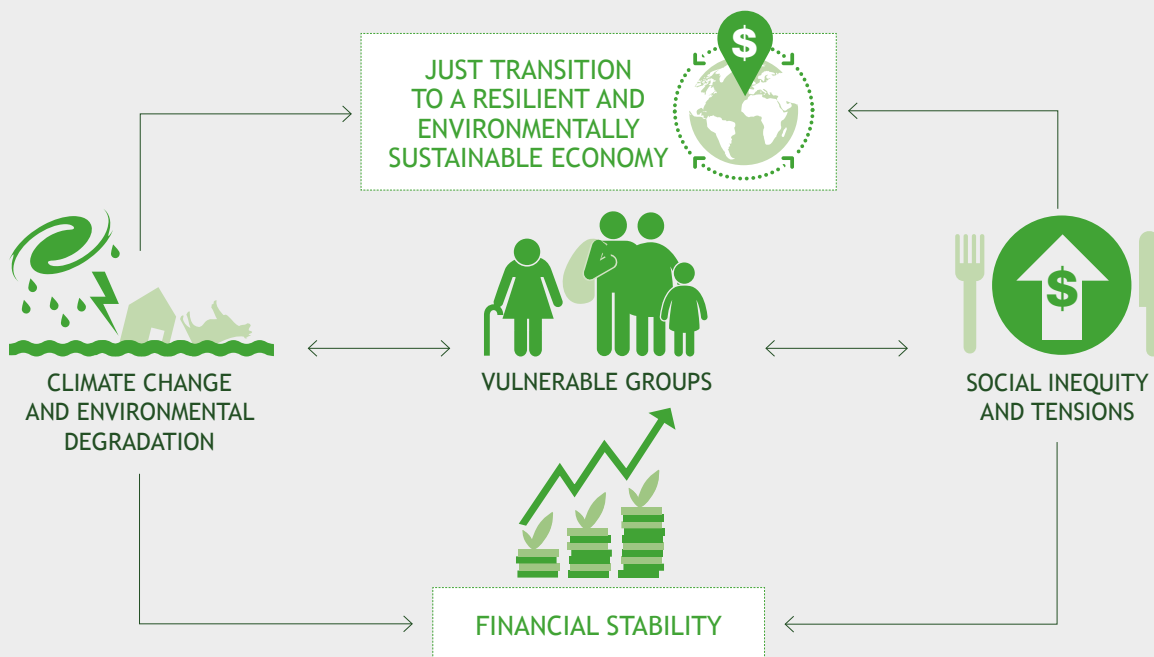 JUST TRANSITION
TO A RESILIENT AND
ENVIRONMENTALLY
SUSTAINABLE ECONOMY
$
CLIMATE CHANGE
AND ENVIRONMENTAL
DEGRADATION
VULNERABLE GROUPS
$
SOCIAL INEQUITY
AND TENSIONS
FINANCIAL STABILITY